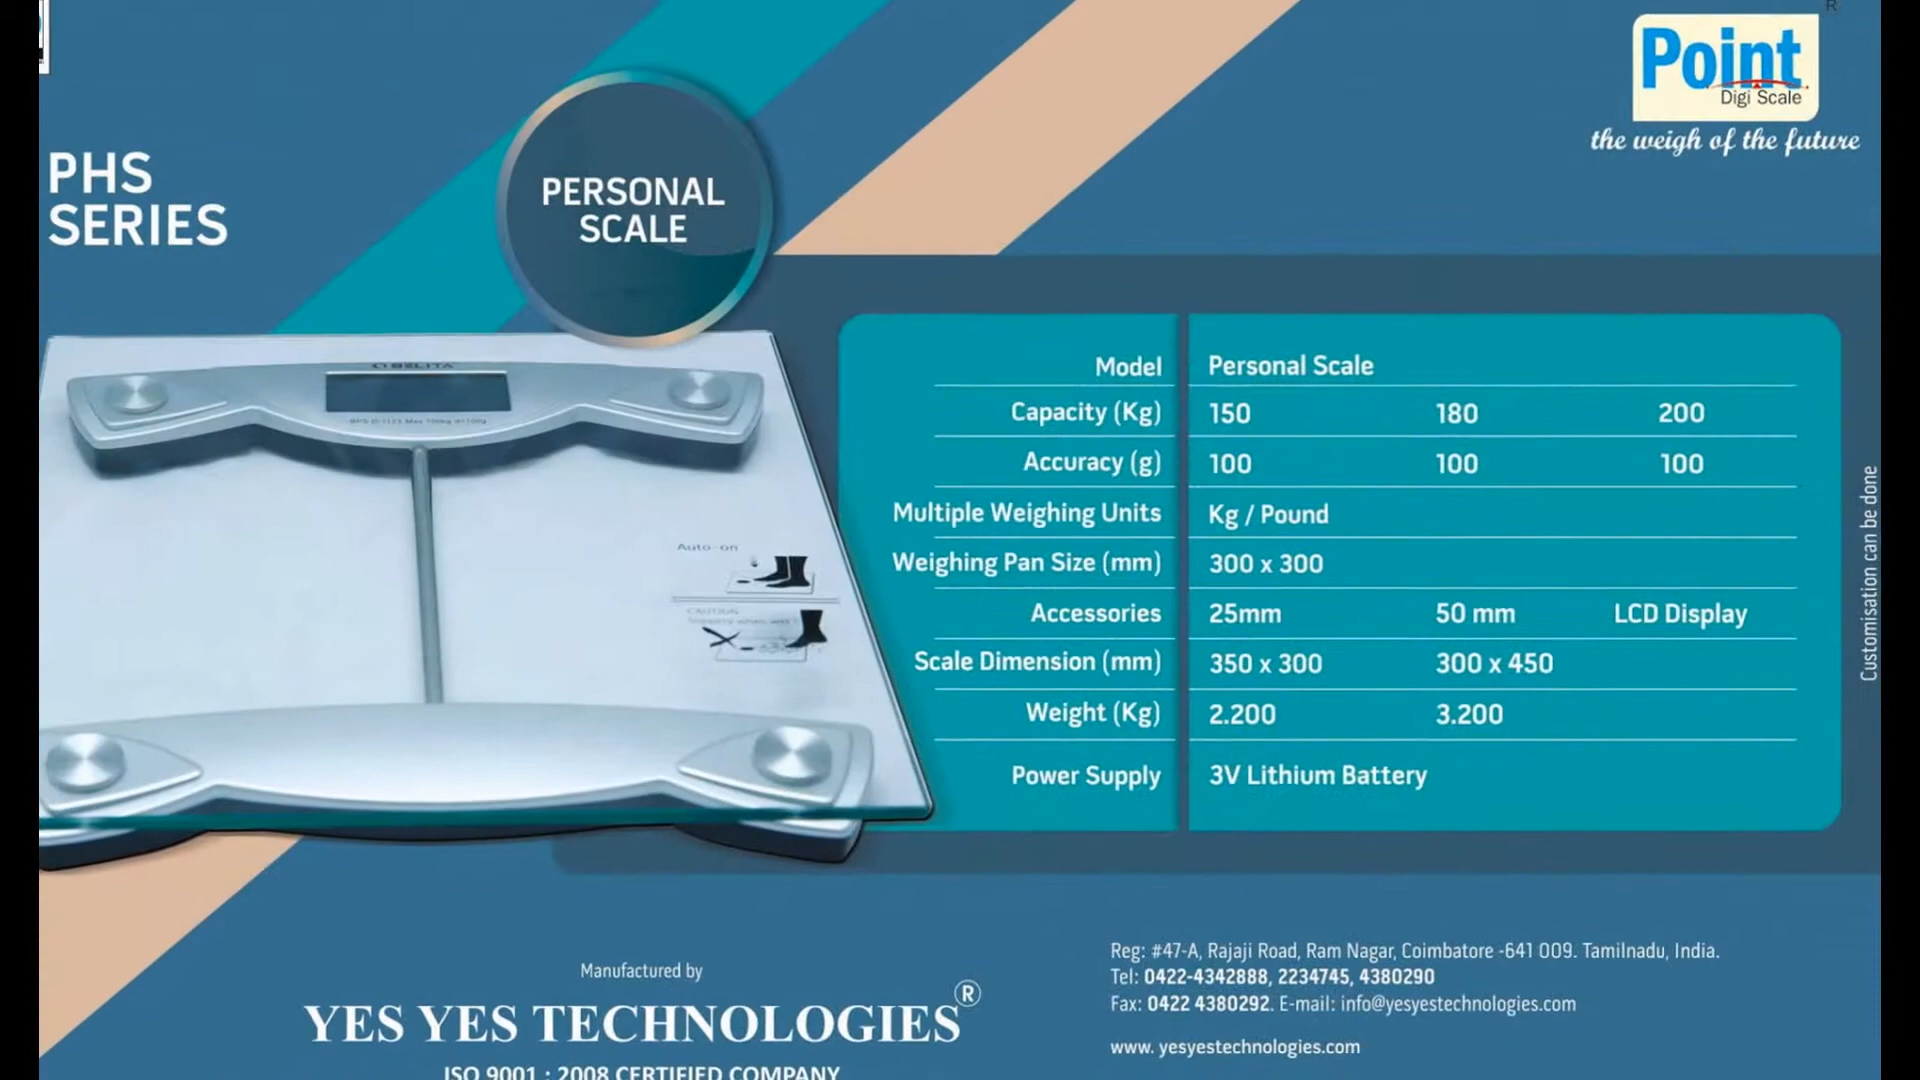 R
Point
Digi Scale
the weigh of the future
PHS
SERIES
PERSONAL
SCALE
BELITA
Auto-on
CAUTION
Model Personal Scale
Capacity (Kg) 150 180 200
Accuracy (g) 100 100 100
Multiple Weighing Units Kg / Pound
Weighing Pan Size (mm) 300 x 300
Accessories 25mm 50 mm LCD Display
Scale Dimension (mm) 350 x 300 300 x 450
Weight (Kg) 2.200 3.200
Power Supply 3V Lithium Battery
Customisation can be done
Manufactured by
YES YES TECHNOLOGIES®
ISO 9001 : 2008 CERTIFIED COMPANY
Reg: #47-A, Rajaji Road, Ram Nagar, Coimbatore -641 009. Tamilnadu, India.
Tel: 0422-4342888, 2234745, 4380290
Fax: 0422 4380292. E-mail: info@yesyestechnologies.com
www. yesyestechnologies.com